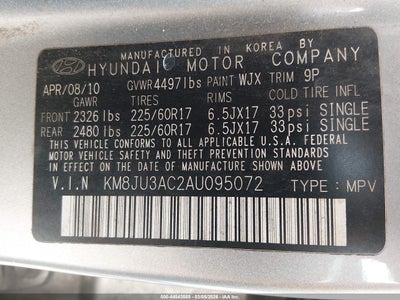 MANUFACTURED IN KOREA BY
HYUNDAI MOTOR COMPANY
APR/08/10 GVWR4497lbs PAINT WJX TRIM 9P
GAWR TIRES RIMS COLD TIRE INFL
FRONT 2326lbs 225/60R17 6.5JX17 33psi SINGLE
REAR 2480lbs 225/60R17 6.5JX17 33psi SINGLE
THIS VEHICLE CONFORMS TO ALL APPLICABLE U.S.A. FEDERAL
MOTOR VEHICLE SAFETY, BUMPER AND THEFT PREVENTION STANDARDS
IN EFFECT ON THE DATE OF MANUFACTURE SHOWN ABOVE.
V.I.N KM8JU3AC2AU095072 TYPE : MPV